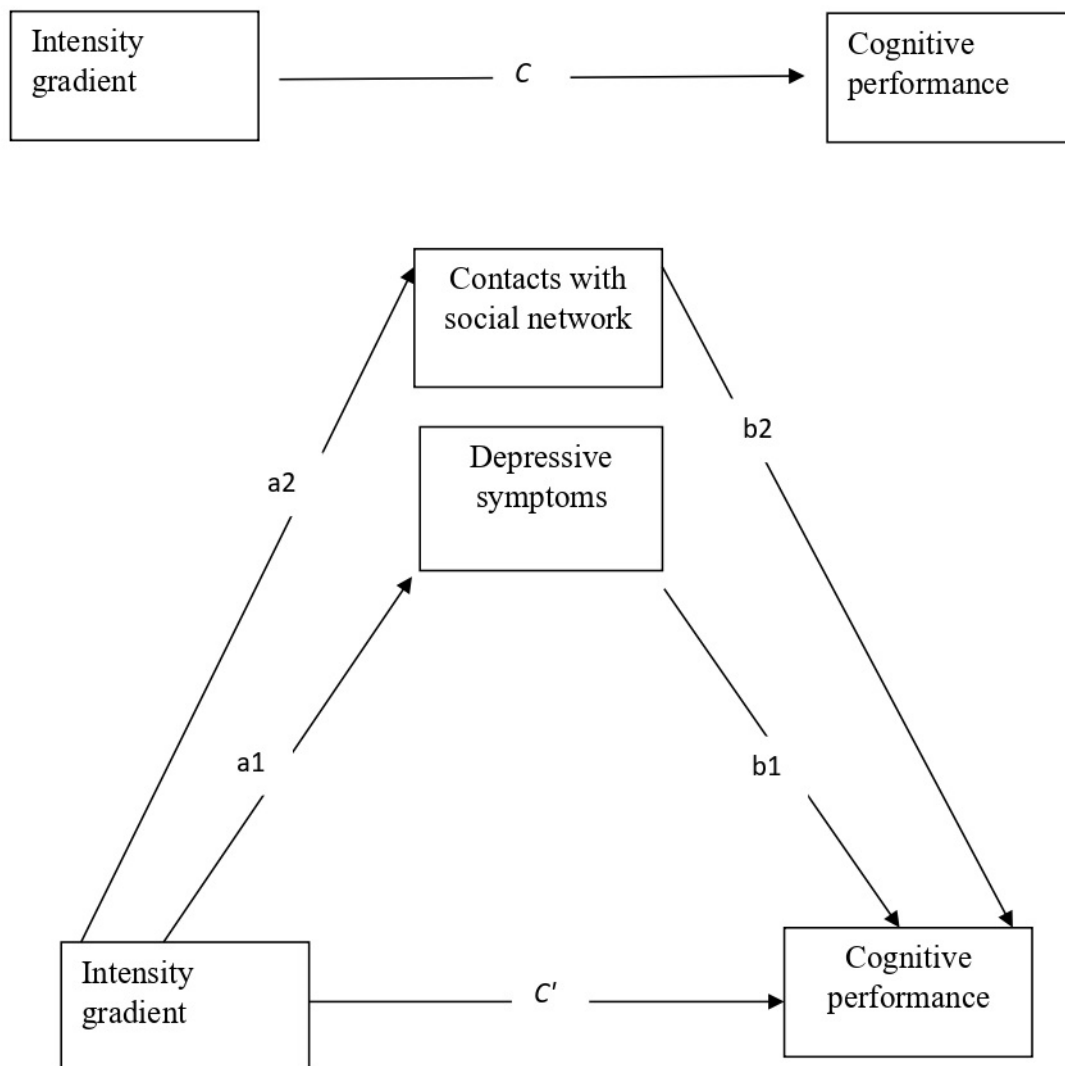 Intensity
gradient
C
Cognitive
performance
Contacts with
social network
Depressive
symptoms
a2
b2
a1
b1
Intensity
gradient
C'
Cognitive
performance